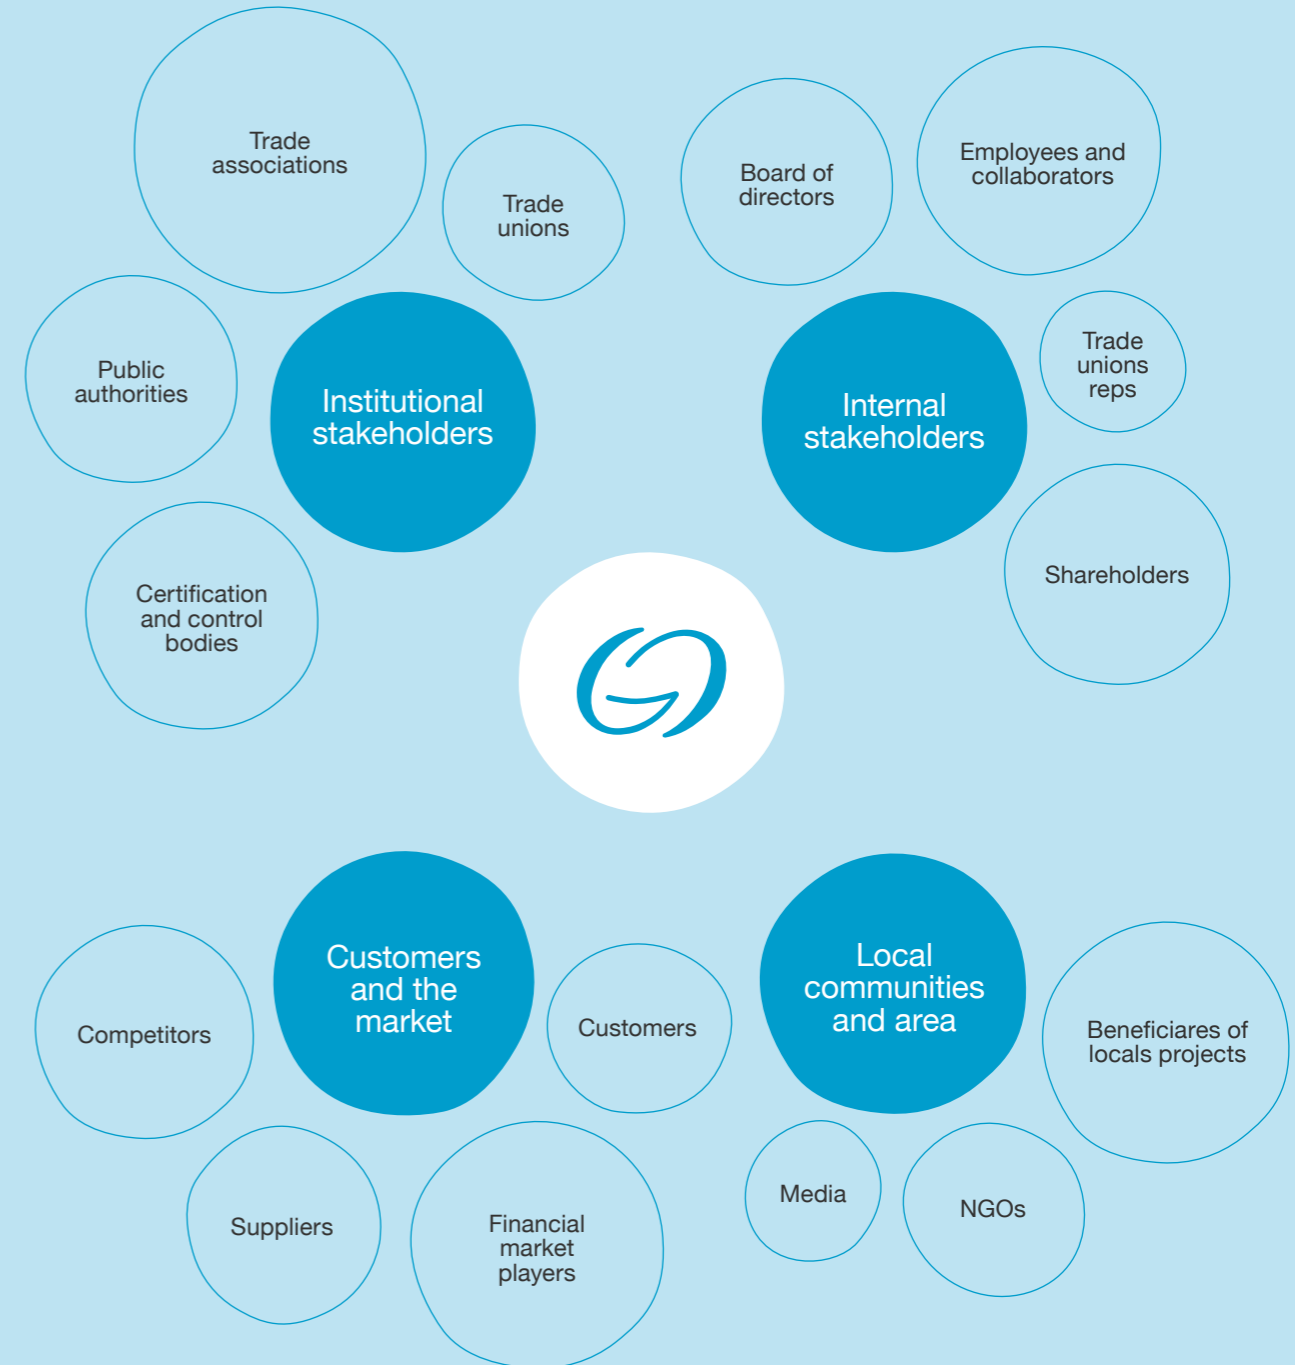 Trade
associations
Trade
unions
Public
authorities
Institutional
stakeholders
Certification
and control
bodies
Board of
directors
Employees and
collaborators
Trade
unions
reps
Internal
stakeholders
Shareholders
Customers
and the
market
Competitors
Customers
Suppliers
Financial
market
players
Local
communities
and area
Beneficiares of
locals projects
Media
NGOs